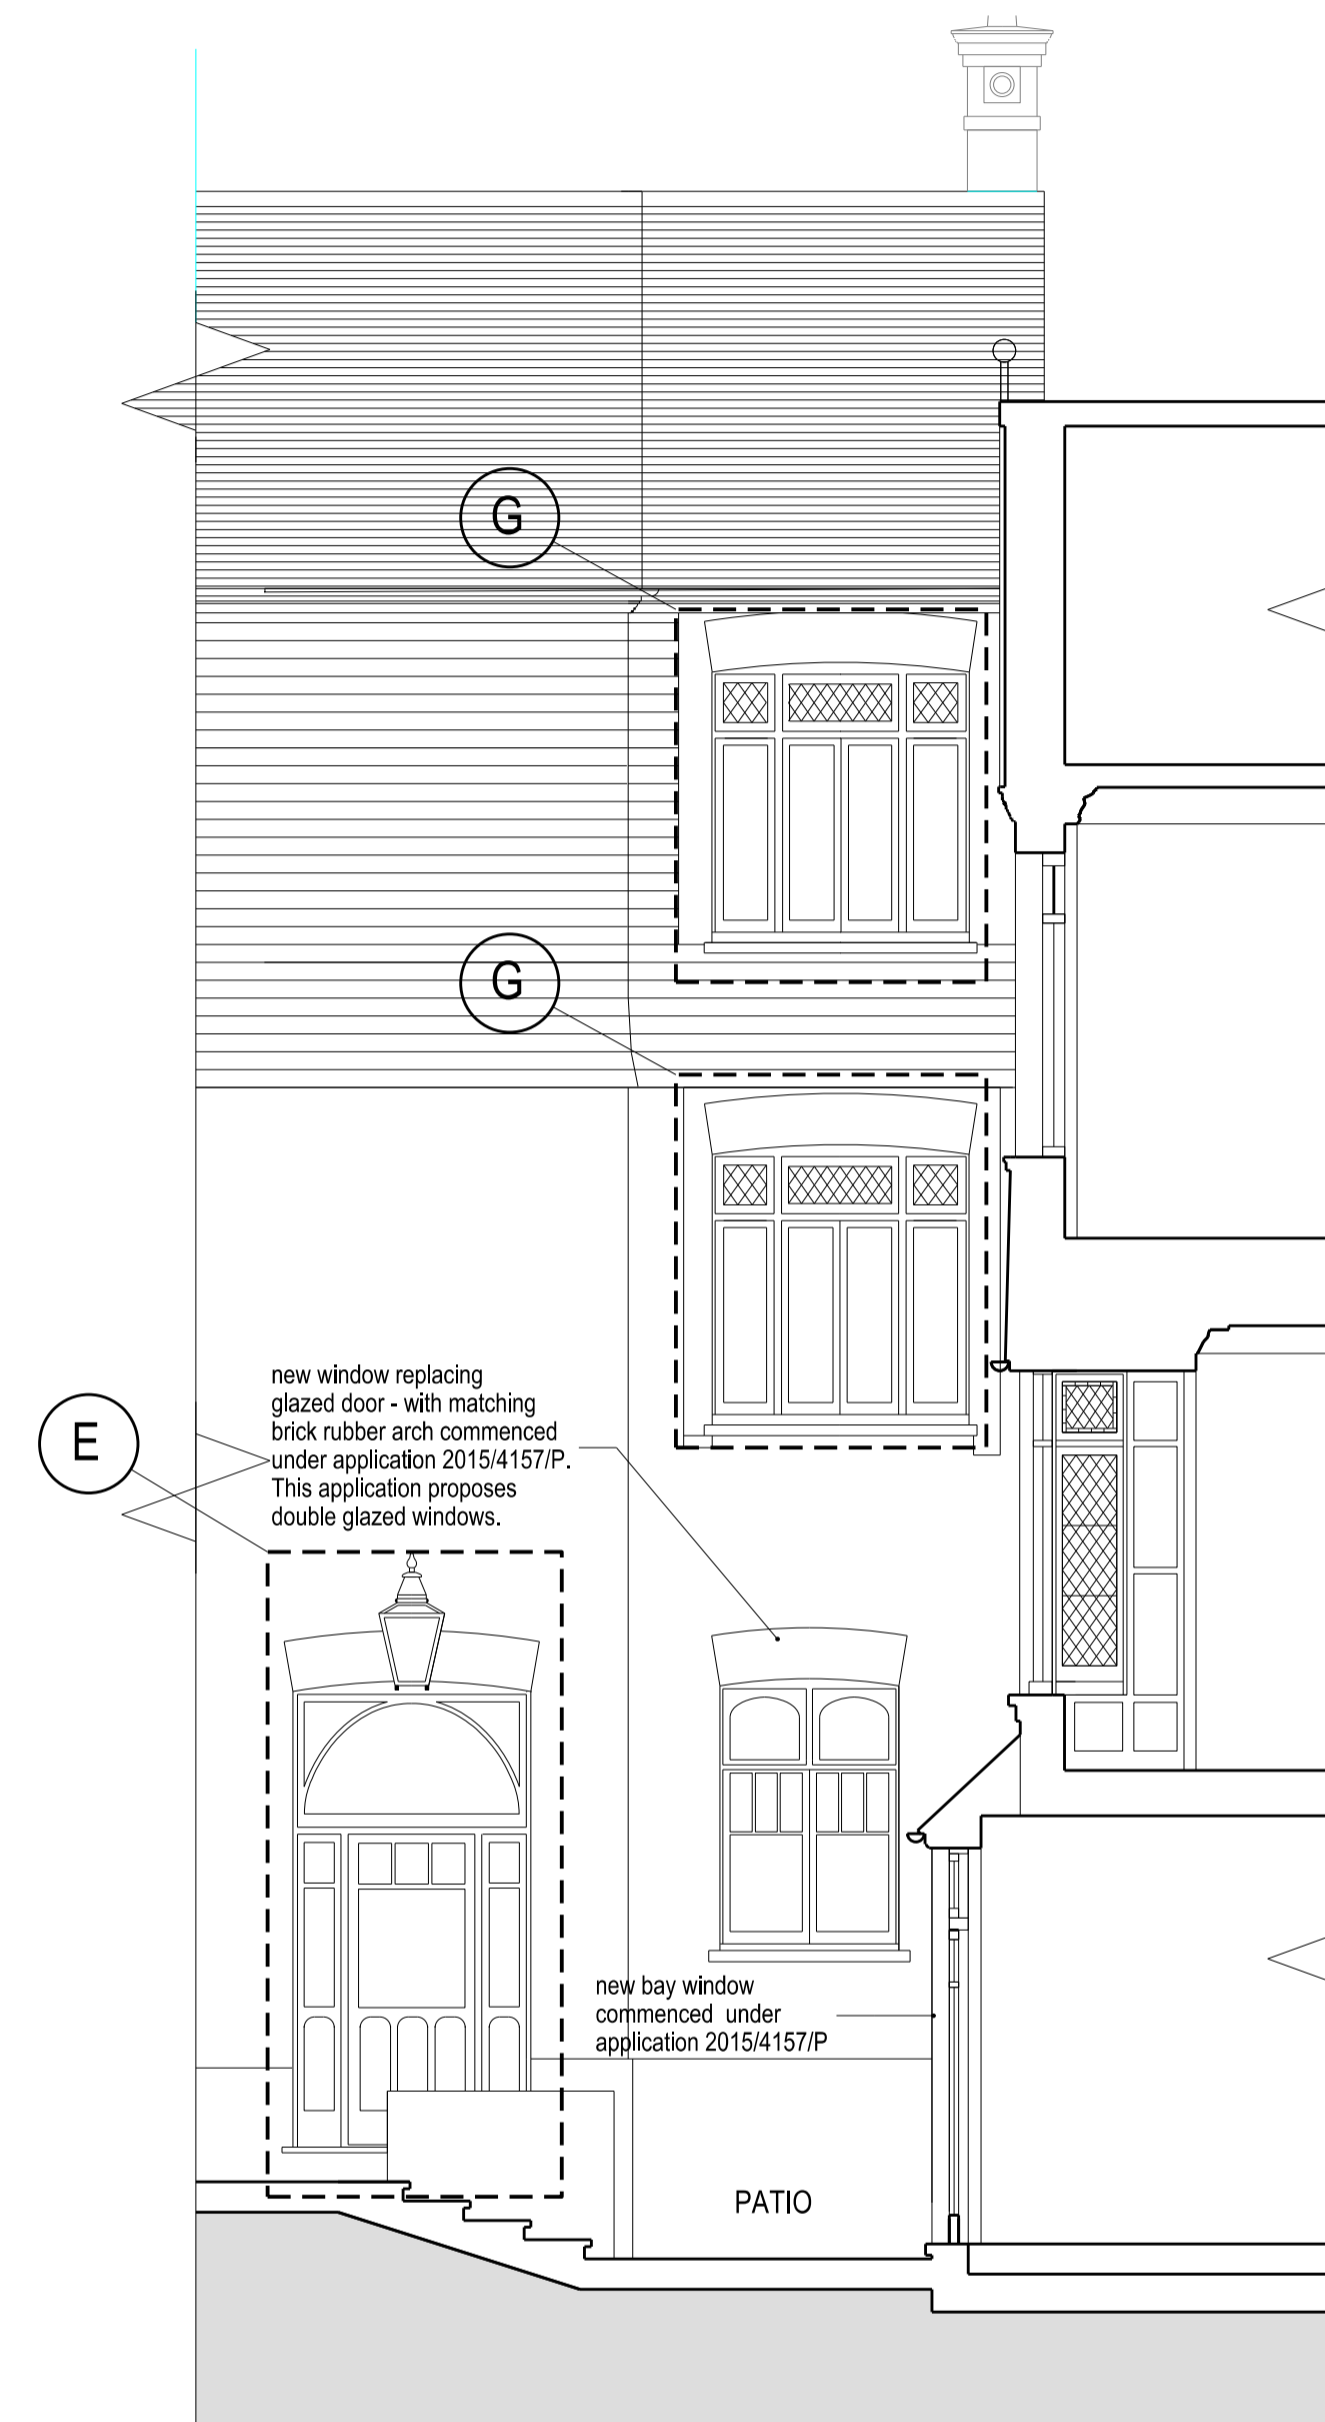 G
G
new window replacing
glazed door - with matching
brick rubber arch commenced
under application 2015/4157/P.
This application proposes
double glazed windows.
E
new bay window
commenced under
application 2015/4157/P
PATIO